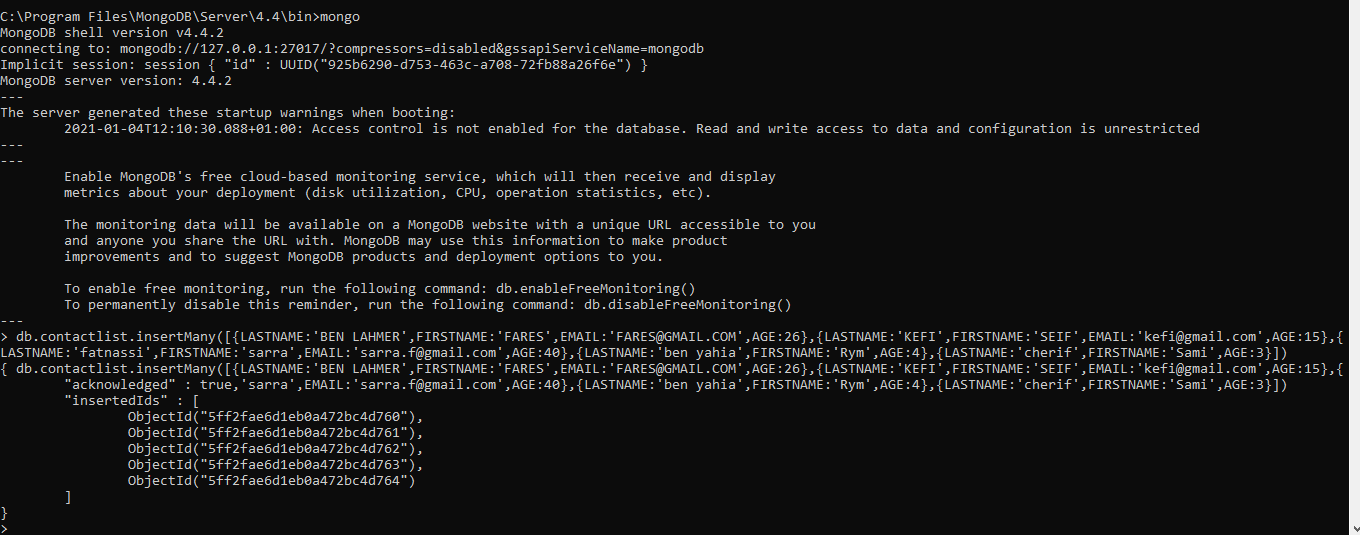 C:\Program Files\MongoDB\Server\4.4\bin>mongo
MongoDB shell version v4.4.2
connecting to: mongodb://127.0.0.1:27017/?compressors=disabled&gssapiServiceName=mongodb
Implicit session: session { "id" : UUID("925b6290-d753-463c-a708-72fb88a26f6e") }
MongoDB server version: 4.4.2
---
The server generated these startup warnings when booting:
        2021-01-04T12:10:30.088+01:00: Access control is not enabled for the database. Read and write access to data and configuration is unrestricted
---
---
        Enable MongoDB's free cloud-based monitoring service, which will then receive and display
        metrics about your deployment (disk utilization, CPU, operation statistics, etc).

        The monitoring data will be available on a MongoDB website with a unique URL accessible to you
        and anyone you share the URL with. MongoDB may use this information to make product
        improvements and to suggest MongoDB products and deployment options to you.

        To enable free monitoring, run the following command: db.enableFreeMonitoring()
        To permanently disable this reminder, run the following command: db.disableFreeMonitoring()
---
> db.contactlist.insertMany([{LASTNAME:'BEN LAHMER',FIRSTNAME:'FARES',EMAIL:'FARES@GMAIL.COM',AGE:26},{LASTNAME:'KEFI',FIRSTNAME:'SEIF',EMAIL:'kefi@gmail.com',AGE:15},{
LASTNAME:'fatnassi',FIRSTNAME:'sarra',EMAIL:'sarra.f@gmail.com',AGE:40},{LASTNAME:'ben yahia',FIRSTNAME:'Rym',AGE:4},{LASTNAME:'cherif',FIRSTNAME:'Sami',AGE:3}])
{ db.contactlist.insertMany([{LASTNAME:'BEN LAHMER',FIRSTNAME:'FARES',EMAIL:'FARES@GMAIL.COM',AGE:26},{LASTNAME:'KEFI',FIRSTNAME:'SEIF',EMAIL:'kefi@gmail.com',AGE:15},{
        "acknowledged" : true,'sarra',EMAIL:'sarra.f@gmail.com',AGE:40},{LASTNAME:'ben yahia',FIRSTNAME:'Rym',AGE:4},{LASTNAME:'cherif',FIRSTNAME:'Sami',AGE:3}])
        "insertedIds" : [
                ObjectId("5ff2fae6d1eb0a472bc4d760"),
                ObjectId("5ff2fae6d1eb0a472bc4d761"),
                ObjectId("5ff2fae6d1eb0a472bc4d762"),
                ObjectId("5ff2fae6d1eb0a472bc4d763"),
                ObjectId("5ff2fae6d1eb0a472bc4d764")
        ]
}
>